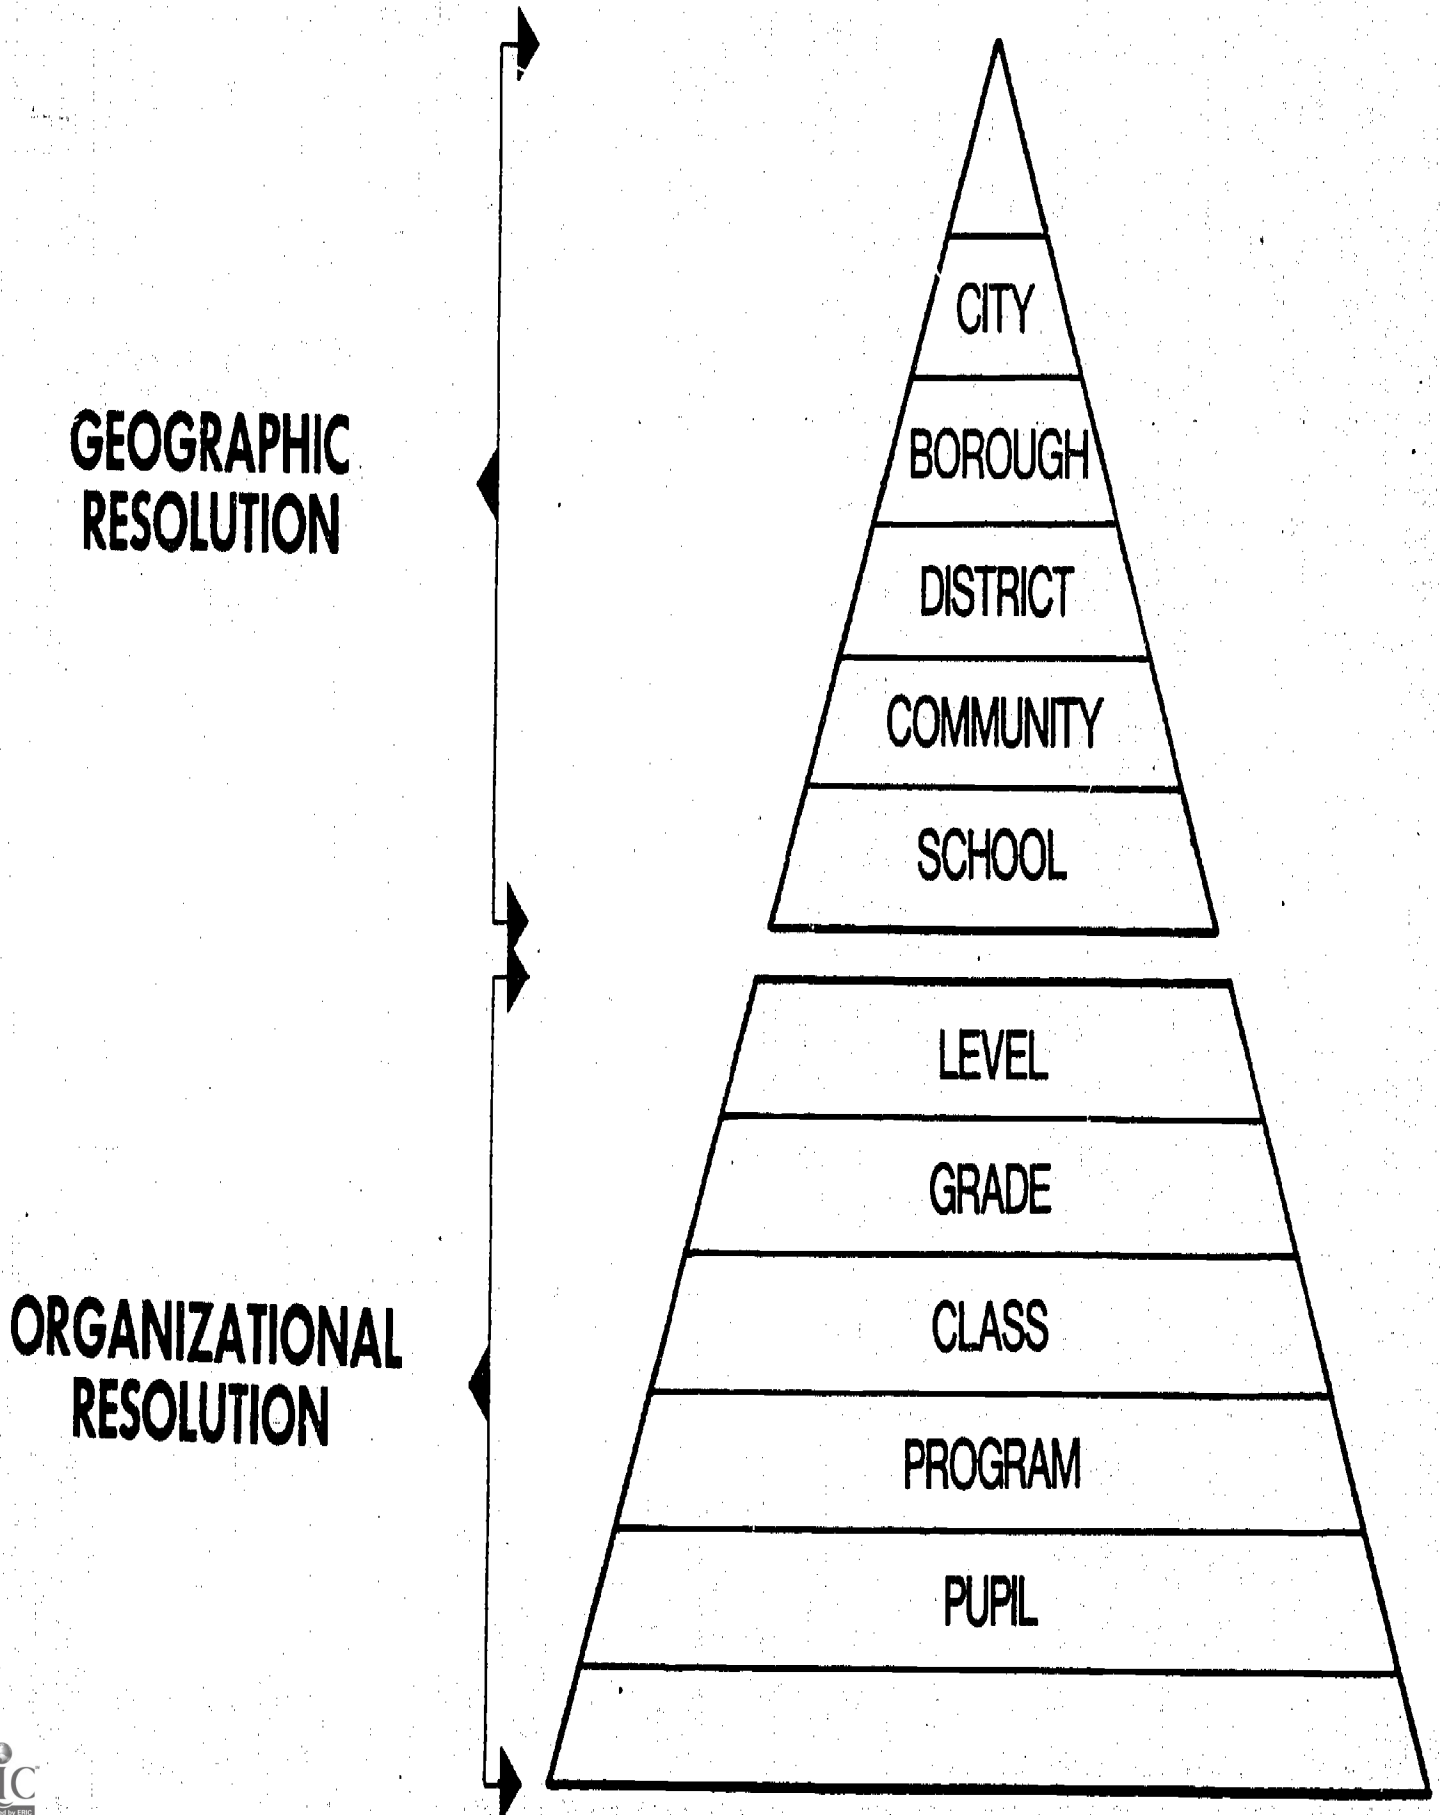 GEOGRAPHIC
RESOLUTION
CITY
BOROUGH
DISTRICT
COMMUNITY
SCHOOL
ORGANIZATIONAL
RESOLUTION
LEVEL
GRADE
CLASS
PROGRAM
PUPIL